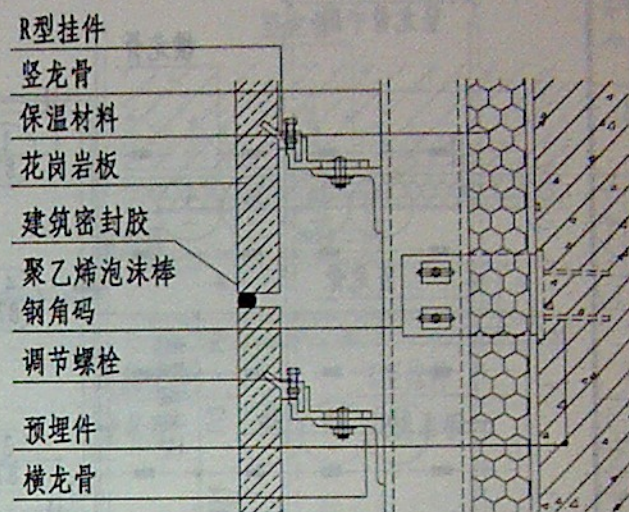 R型挂件
竖龙骨
保温材料
花岗岩板
建筑密封胶
聚乙烯泡沫棒
钢角码
调节螺栓
预埋件
横龙骨